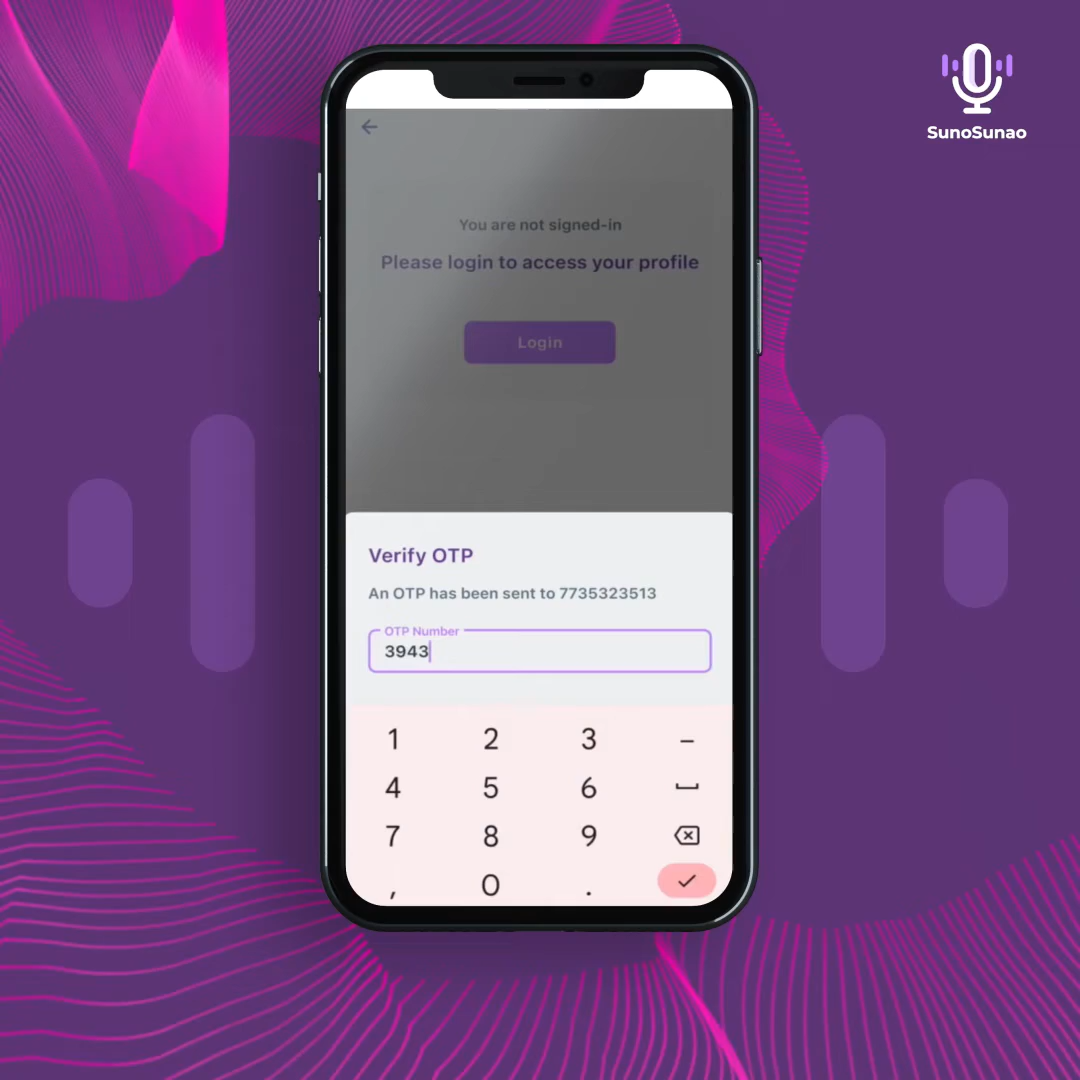 SunoSunao
You are not signed-in
Please login to access your profile
Login
Verify OTP
An OTP has been sent to 7735323513
OTP Number
3943
1 2 3 –
4 5 6
7 8 9
, 0 .